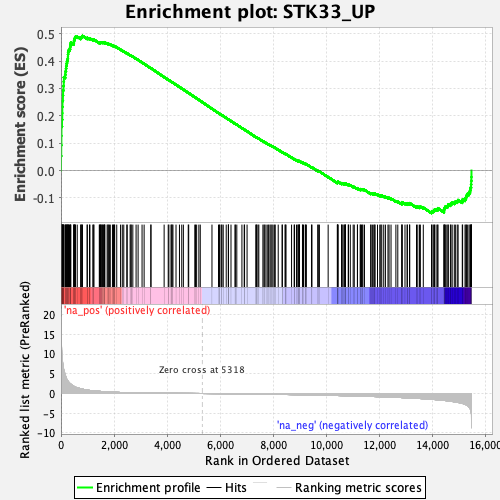 Enrichment plot: STK33_UP
Enrichment score (ES)
0.5
0.4
0.3
0.2
0.1
0.0
-0.1
Ranked list metric (PreRanked)
'na_pos' (positively correlated)
20
15
10
5
0
-5
-10
Zero cross at 5318
'na_neg' (negatively correlated)
0 2,000 4,000 6,000 8,000 10,000 12,000 14,000 16,000
Rank in Ordered Dataset
Enrichment profile Hits Ranking metric scores